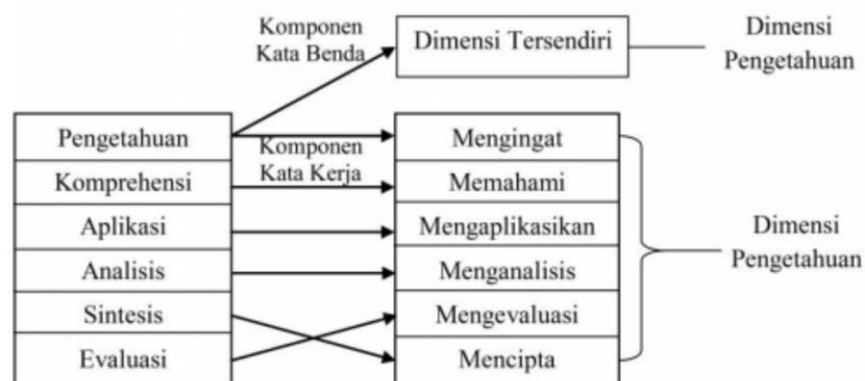 Komponen
Kata Benda
Dimensi Tersendiri
Dimensi
Pengetahuan
Pengetahuan
Komprehensi
Aplikasi
Analisis
Sintesis
Evaluasi
Komponen
Kata Kerja
Mengingat
Memahami
Mengaplikasikan
Menganalisis
Mengevaluasi
Mencipta
Dimensi
Pengetahuan